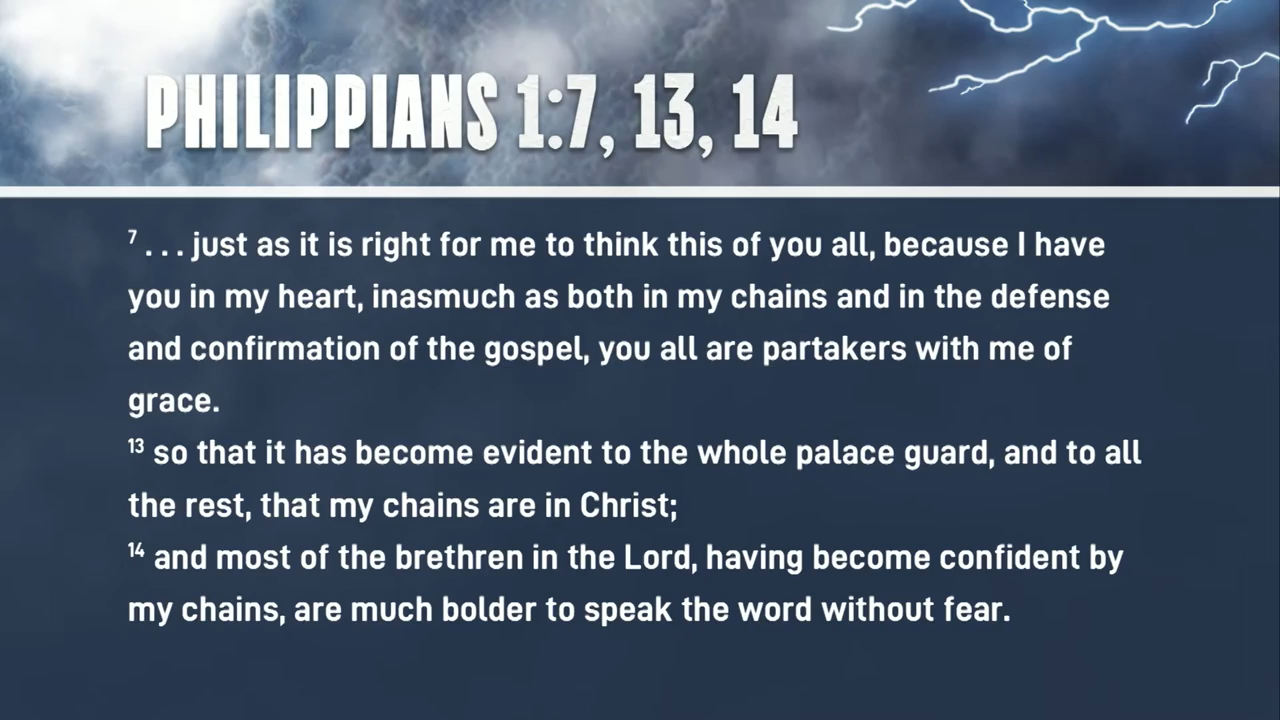 PHILIPPIANS 1:7, 13, 14
7 . . . just as it is right for me to think this of you all, because I have
you in my heart, inasmuch as both in my chains and in the defense
and confirmation of the gospel, you all are partakers with me of
grace.
13 so that it has become evident to the whole palace guard, and to all
the rest, that my chains are in Christ;
14 and most of the brethren in the Lord, having become confident by
my chains, are much bolder to speak the word without fear.